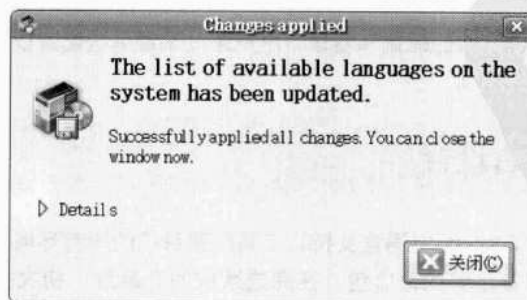 Changes applied
The list of available languages on the
system has been updated.
Successfully applied all changes. You can close the
window now.
Details
关闭(C)